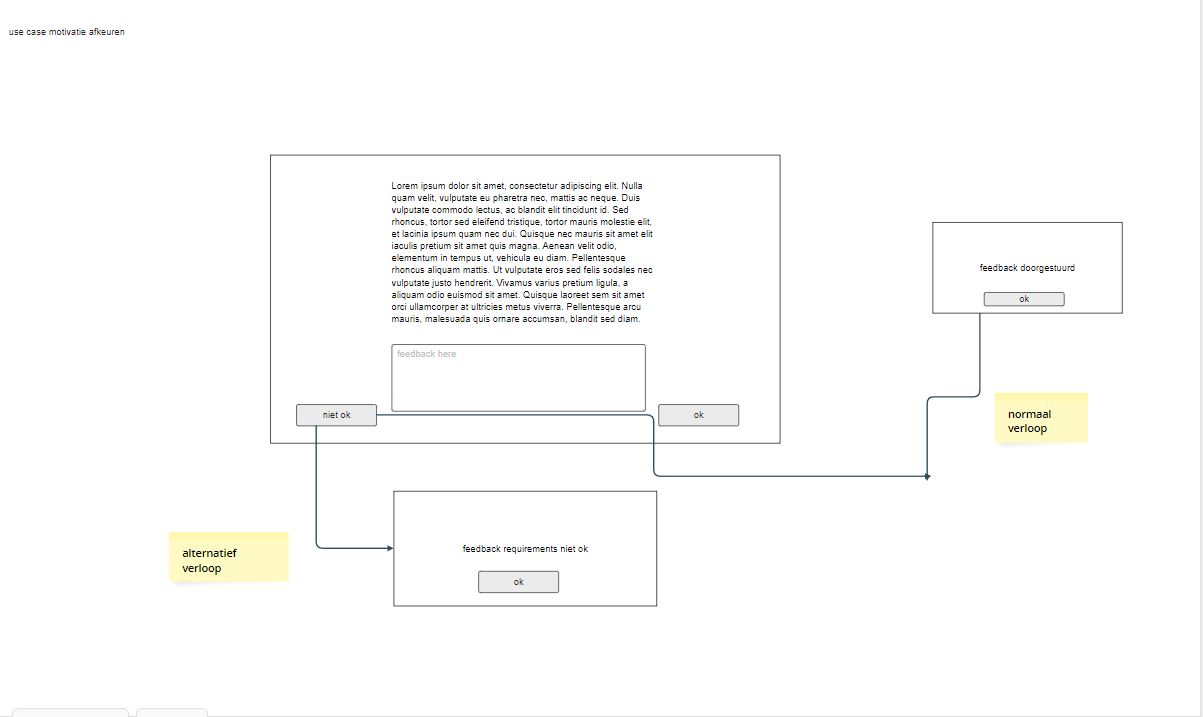 use case motivatie afkeuren
Lorem ipsum dolor sit amet, consectetur adipiscing elit. Nulla
quam velit, vulputate eu pharetra nec, mattis ac neque. Duis
vulputate commodo lectus, ac blandit elit tincidunt id. Sed
rhoncus, tortor sed eleifend tristique, tortor mauris molestie elit,
et lacinia ipsum quam nec dui. Quisque nec mauris sit amet elit
iaculis pretium sit amet quis magna. Aenean velit odio,
elementum in tempus ut, vehicula eu diam. Pellentesque
rhoncus aliquam mattis. Ut vulputate eros sed felis sodales nec
vulputate justo hendrerit. Vivamus varius pretium ligula, a
aliquam odio euismod sit amet. Quisque laoreet sem sit amet
orci ullamcorper at ultricies metus viverra. Pellentesque arcu
mauris, malesuada quis ornare accumsan, blandit sed diam.
feedback here
niet ok
ok
feedback doorgestuurd
ok
normaal
verloop
alternatief
verloop
feedback requirements niet ok
ok